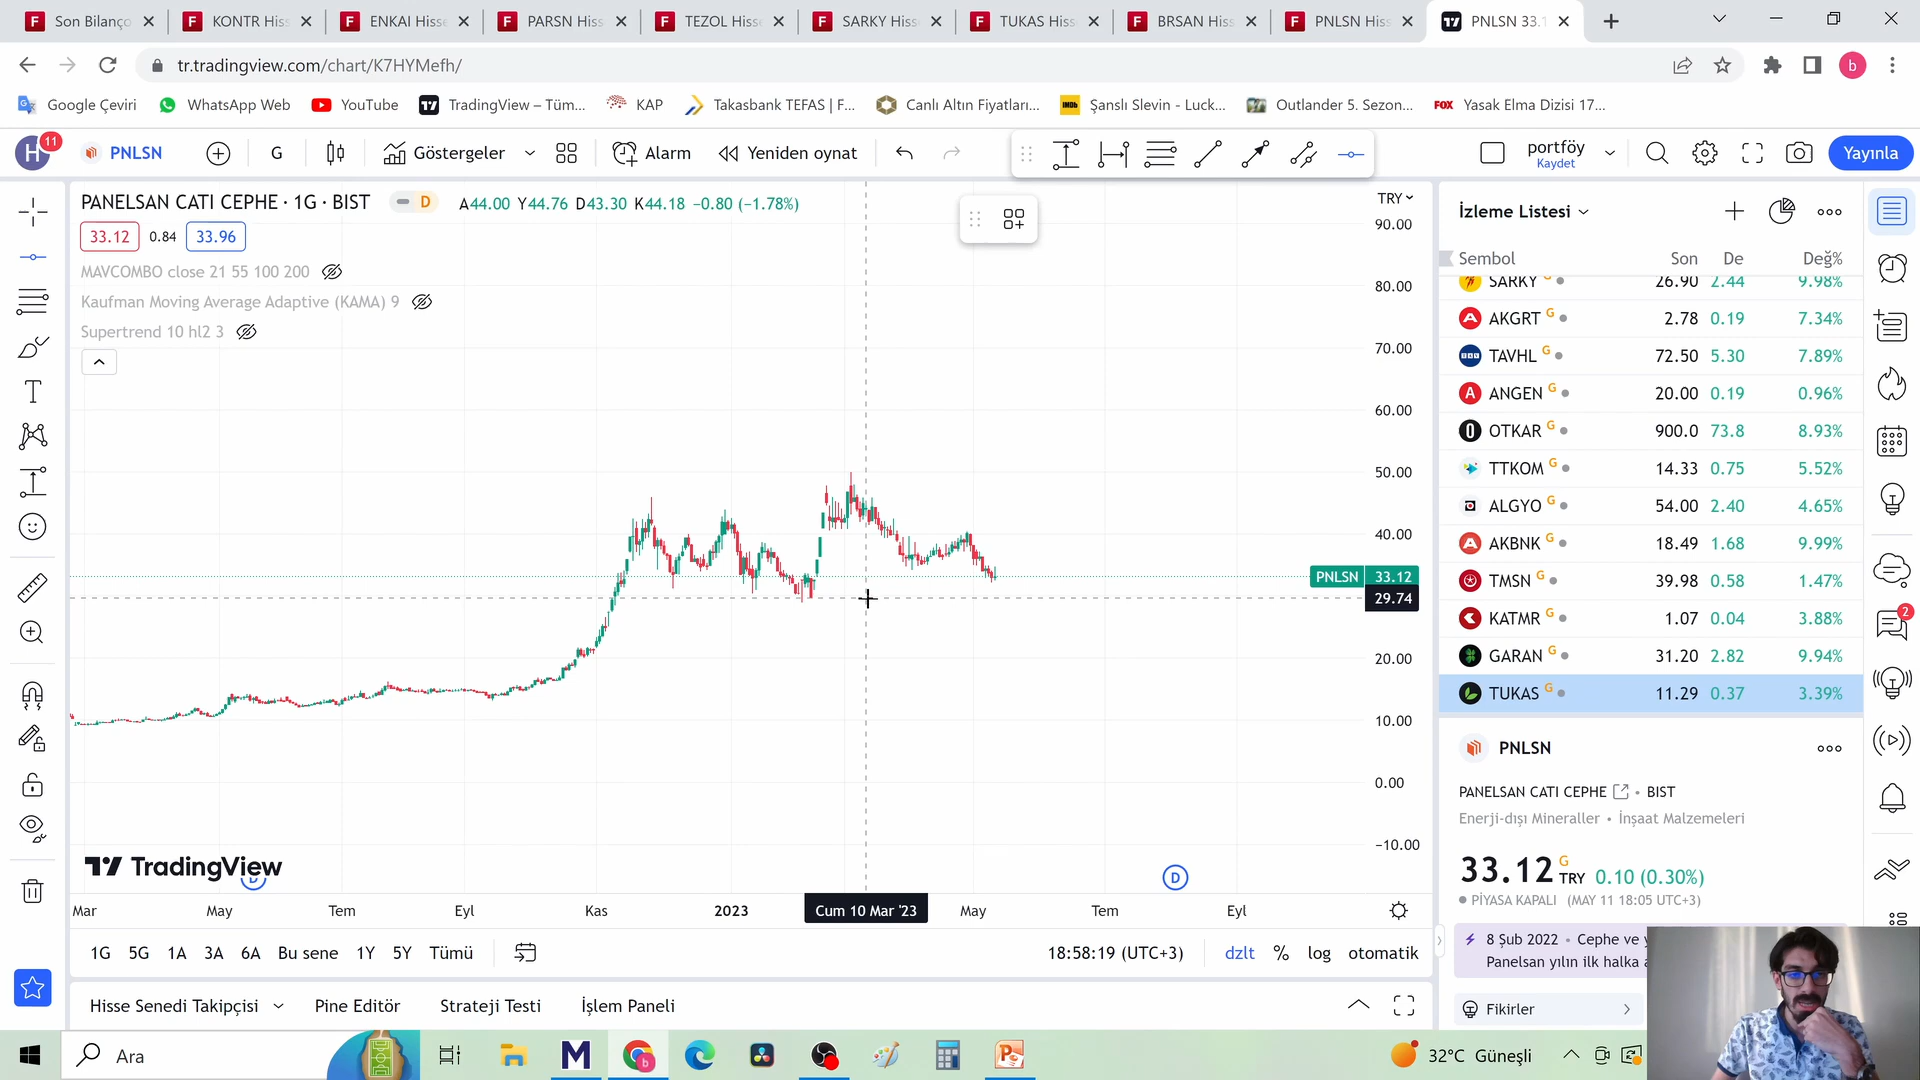 Son Bilanço
KONTR Hiss
ENKAI Hisse
PARSN Hiss
TEZOL Hisse
SARKY Hiss
TUKAS Hiss
BRSAN Hiss
PNLSN Hiss
PNLSN 33.1
tr.tradingview.com/chart/K7HYMefh/
b
Google Çeviri
WhatsApp Web
YouTube
TradingView – Tüm...
KAP
Takasbank TEFAS | F...
Canlı Altın Fiyatları...
Şanslı Slevin - Luck...
Outlander 5. Sezon...
Yasak Elma Dizisi 17...
H 11
PNLSN
G
Göstergeler
Alarm
Yeniden oynat
portföy
Kaydet
Yayınla
PANELSAN CATI CEPHE · 1G · BIST
D
A44.00 Y44.76 D43.30 K44.18 −0.80 (−1.78%)
33.12 0.84 33.96
MAVCOMBO close 21 55 100 200
Kaufman Moving Average Adaptive (KAMA) 9
Supertrend 10 hl2 3
TRY
90.00
80.00
70.00
60.00
50.00
40.00
PNLSN 33.12
29.74
20.00
10.00
0.00
−10.00
TradingView
D
D
Mar May Tem Eyl Kas 2023 Cum 10 Mar '23 May Tem Eyl
1G 5G 1A 3A 6A Bu sene 1Y 5Y Tümü
18:58:19 (UTC+3) dzlt % log otomatik
Hisse Senedi Takipçisi Pine Editör Strateji Testi İşlem Paneli
İzleme Listesi
Sembol Son De Değ%
SARKY G 26.90 2.44 9.98%
AKGRT G 2.78 0.19 7.34%
TAVHL G 72.50 5.30 7.89%
ANGEN G 20.00 0.19 0.96%
OTKAR G 900.0 73.8 8.93%
TTKOM G 14.33 0.75 5.52%
ALGYO G 54.00 2.40 4.65%
AKBNK G 18.49 1.68 9.99%
TMSN G 39.98 0.58 1.47%
KATMR G 1.07 0.04 3.88%
GARAN G 31.20 2.82 9.94%
TUKAS G 11.29 0.37 3.39%
PNLSN
PANELSAN CATI CEPHE • BIST
Enerji-dışı Mineraller • İnşaat Malzemeleri
33.12 G TRY 0.10 (0.30%)
PİYASA KAPALI (MAY 11 18:05 UTC+3)
8 Şub 2022 • Cephe ve y
Panelsan yılın ilk halka a
Fikirler
2
Ara
32°C Güneşli